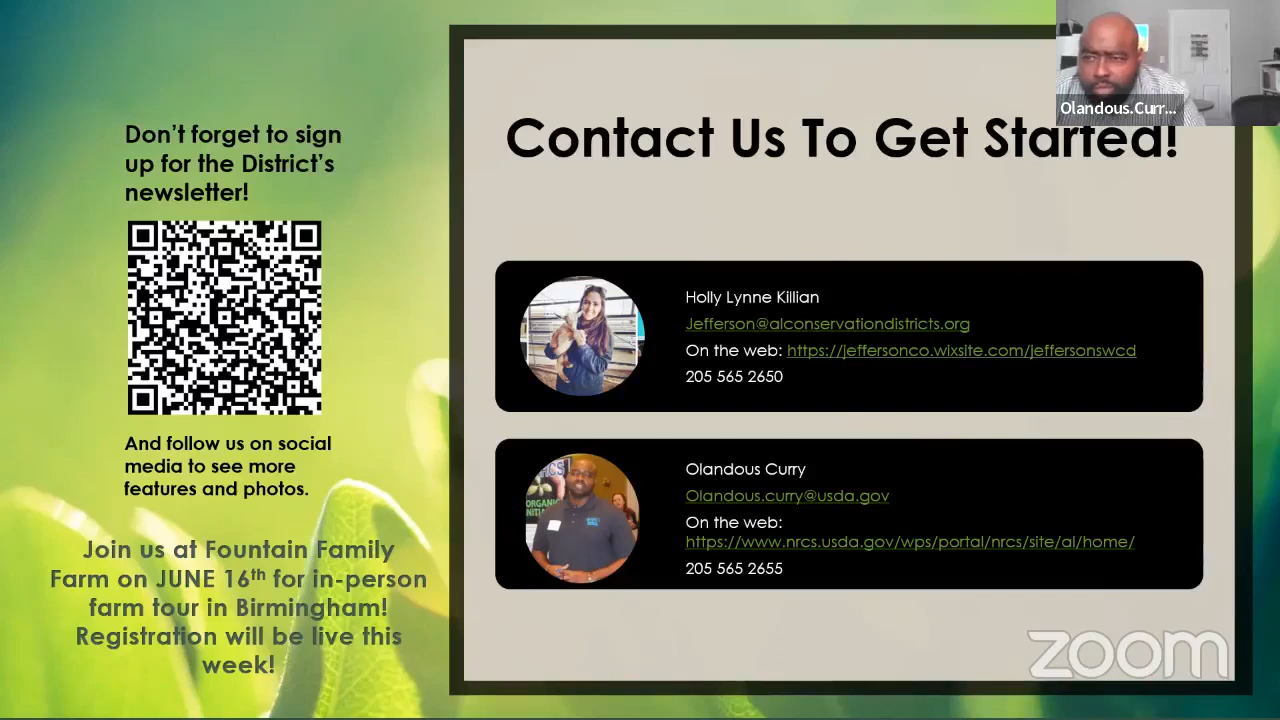 Olandous.Curr...
Don't forget to sign
up for the District's
newsletter!
And follow us on social
media to see more
features and photos.
Join us at Fountain Family
Farm on JUNE 16th for in-person
farm tour in Birmingham!
Registration will be live this
week!
Contact Us To Get Started!
Holly Lynne Killian
Jefferson@alconservationdistricts.org
On the web: https://jeffersonco.wixsite.com/jeffersonswcd
205 565 2650
Olandous Curry
Olandous.curry@usda.gov
On the web:
https://www.nrcs.usda.gov/wps/portal/nrcs/site/al/home/
205 565 2655
ORGANIC
zoom